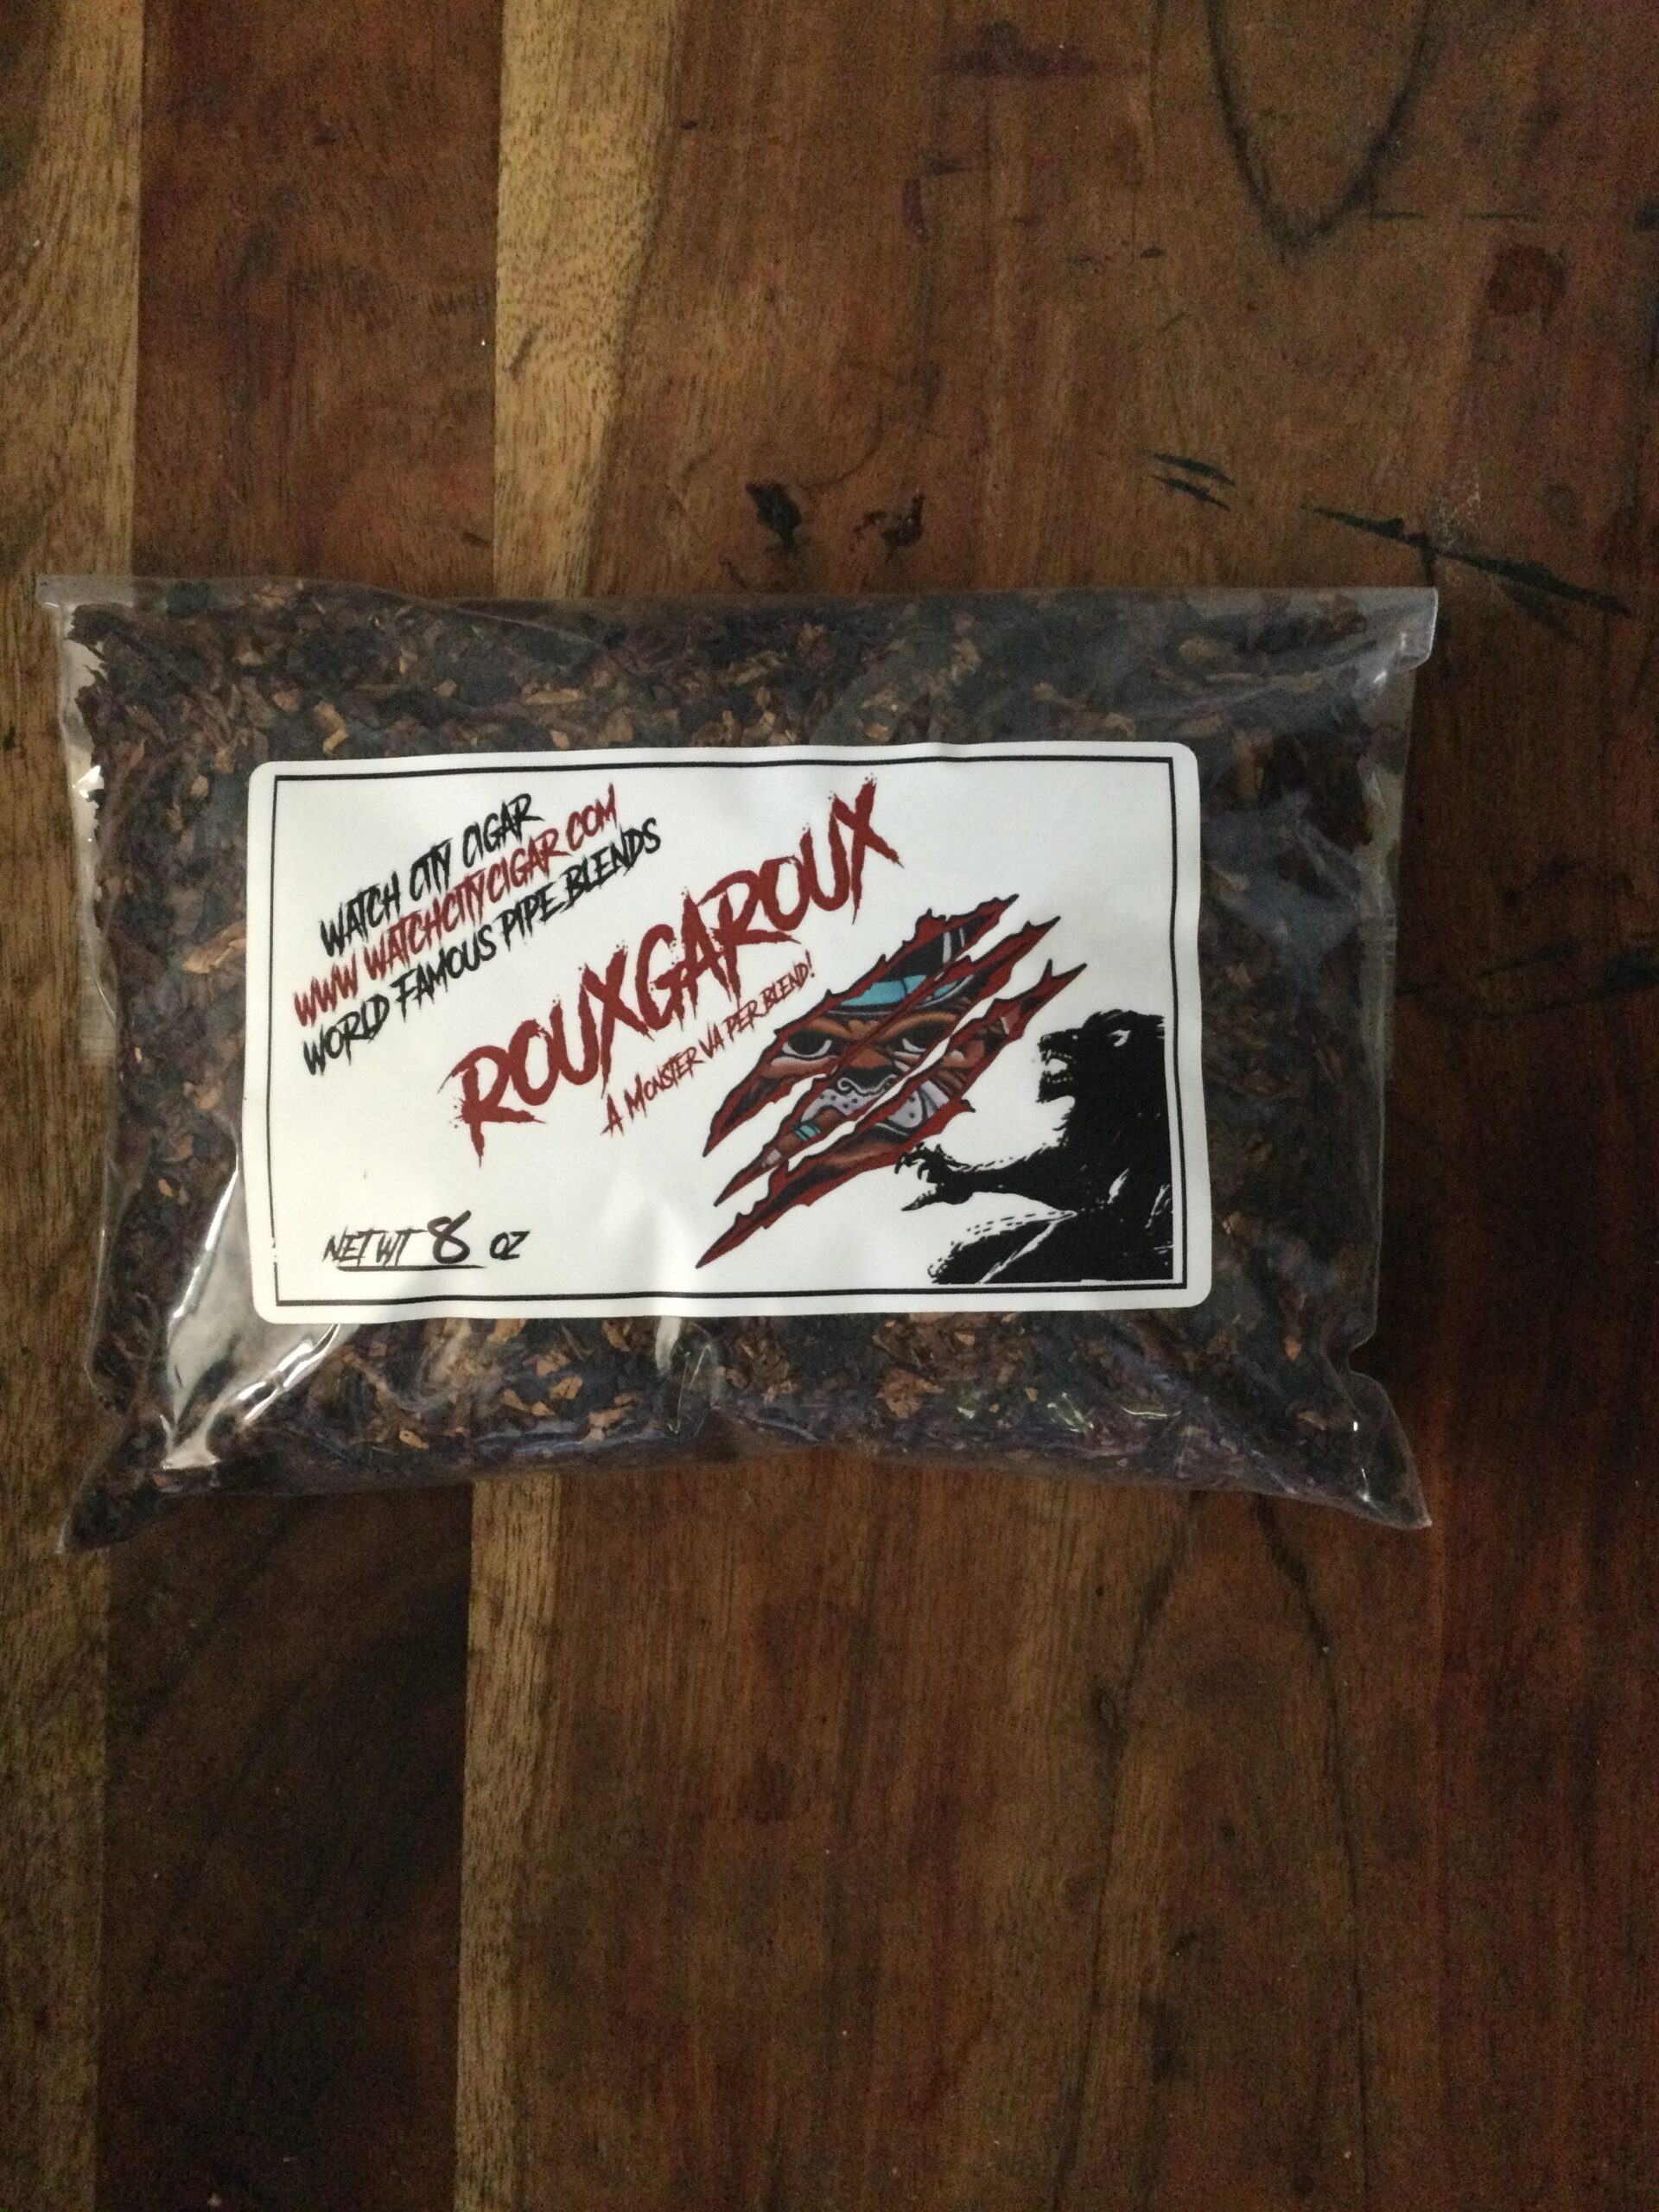 WATCH CITY CIGAR
WWW WATCHCITYCIGAR.COM
WORLD FAMOUS PIPE BLENDS
ROUXGAROUX
A MONSTER VA PER BLEND!
NET WT 8 OZ